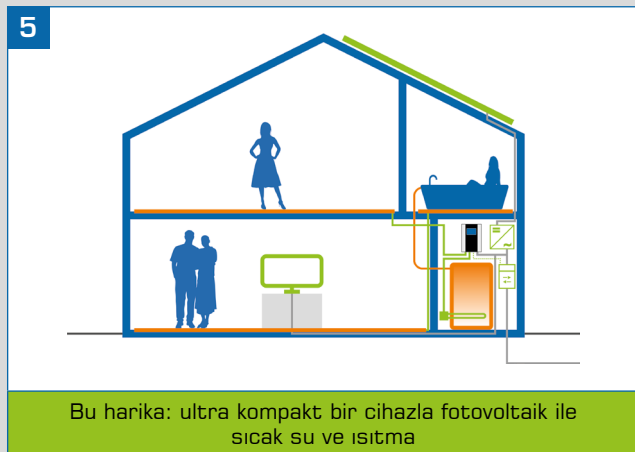 5
Bu harika: ultra kompakt bir cihazla fotovoltaik ile
sıcak su ve ısıtma